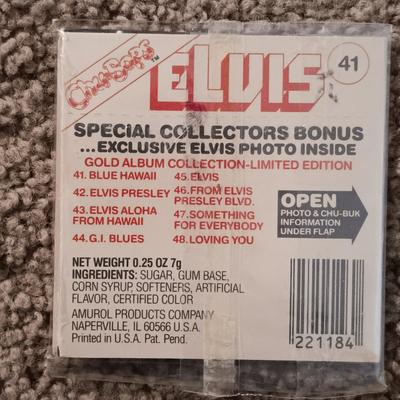 Chu-Bops™ ELVIS 41
SPECIAL COLLECTORS BONUS
...EXCLUSIVE ELVIS PHOTO INSIDE
GOLD ALBUM COLLECTION-LIMITED EDITION
41. BLUE HAWAII
42. ELVIS PRESLEY
43. ELVIS ALOHA
FROM HAWAII
44. G.I. BLUES
45. ELVIS
46. FROM ELVIS
PRESLEY BLVD.
47. SOMETHING
FOR EVERYBODY
48. LOVING YOU
OPEN
PHOTO & CHU-BUK
INFORMATION
UNDER FLAP
NET WEIGHT 0.25 OZ 7g
INGREDIENTS: SUGAR, GUM BASE,
CORN SYRUP, SOFTENERS, ARTIFICIAL
FLAVOR, CERTIFIED COLOR
AMUROL PRODUCTS COMPANY
NAPERVILLE, IL 60566 U.S.A.
Printed in U.S.A. Pat. Pend.
221184